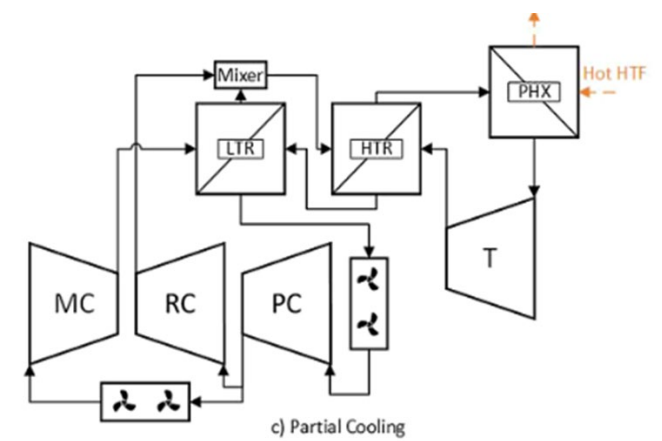 Mixer
Hot HTF
PHX
LTR
HTR
T
MC
RC
PC
c) Partial Cooling